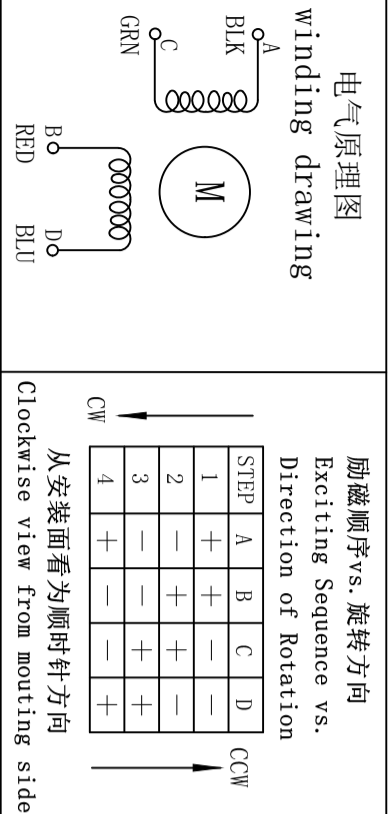 电气原理图
winding drawing
A
BLK
C
GRN
M
B D
RED BLU
励磁顺序vs.旋转方向
Exciting Sequence vs.
Direction of Rotation
STEP A B C D
1 + + − −
2 − + + −
3 − − + +
4 + − − +
CW CCW
从安装面看为顺时针方向
Clockwise view from mouting side